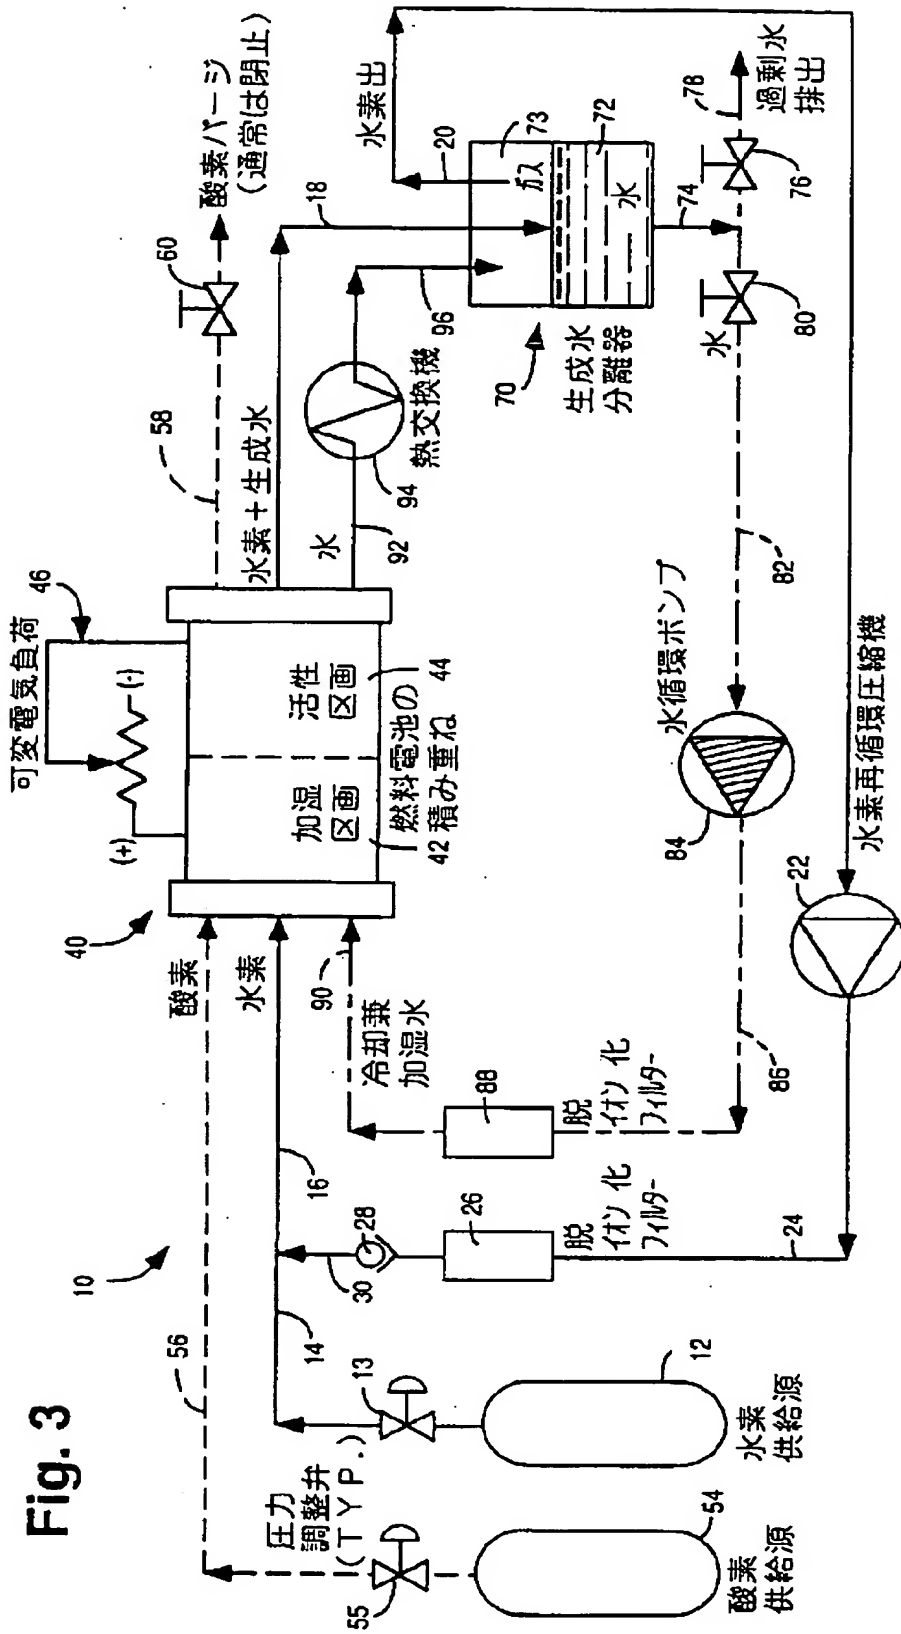 Fig. 3
10
56
酸素
40
可変電気負荷
46
(+)
(-)
加湿
区画
活性
区画
42
燃料電池の
積み重ね
44
58
60
酸素パージ
(通常は閉止)
水素
水素＋生成水
18
水
92
94
熱交換機
96
水素出
20
73
ガス
72
水
70
生成水
分離器
74
78
過剰水
排出
76
80
水
82
水循環ポンプ
84
86
水素再循環圧縮機
22
24
90
冷却兼
加湿水
88
脱
イオン化
フィルター
16
14
28
30
26
脱
イオン化
フィルター
圧力
調整弁
(TYP.)
13
55
12
水素
供給源
54
酸素
供給源